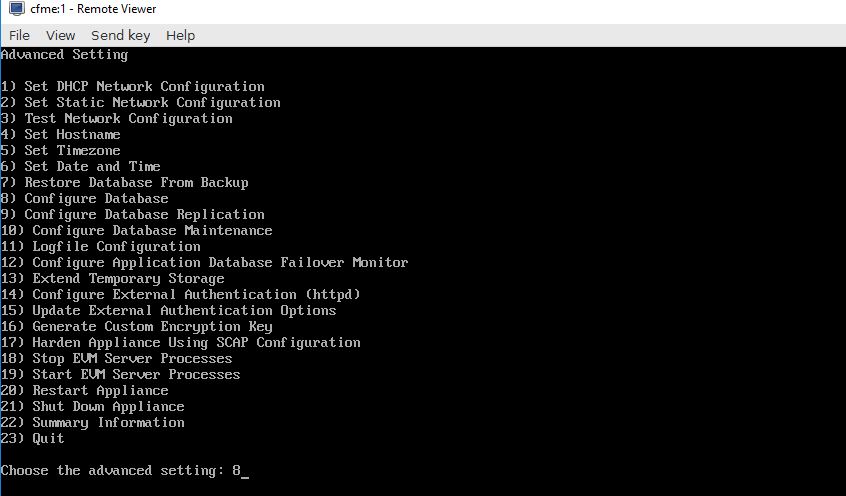 cfme:1 - Remote Viewer
File View Send key Help
Advanced Setting
1) Set DHCP Network Configuration
2) Set Static Network Configuration
3) Test Network Configuration
4) Set Hostname
5) Set Timezone
6) Set Date and Time
7) Restore Database From Backup
8) Configure Database
9) Configure Database Replication
10) Configure Database Maintenance
11) Logfile Configuration
12) Configure Application Database Failover Monitor
13) Extend Temporary Storage
14) Configure External Authentication (httpd)
15) Update External Authentication Options
16) Generate Custom Encryption Key
17) Harden Appliance Using SCAP Configuration
18) Stop EVM Server Processes
19) Start EVM Server Processes
20) Restart Appliance
21) Shut Down Appliance
22) Summary Information
23) Quit
Choose the advanced setting: 8_